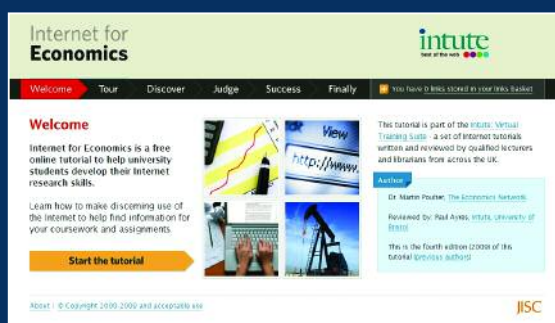 Internet for
Economics
intute
best of the web
Welcome Tour Discover Judge Success Finally You have 0 links stored in your links basket
Welcome
Internet for Economics is a free
online tutorial to help university
students develop their Internet
research skills.
Learn how to make discerning use of
the Internet to help find information for
your coursework and assignments.
Start the tutorial
View
http://www.
This tutorial is part of the Intute: Virtual
Training Suite - a set of Internet tutorials
written and reviewed by qualified lecturers
and librarians from across the UK.
Author
Dr. Martin Poulter, The Economics Network.
Reviewed by: Paul Ayres, Intute, University of
Bristol
This is the fourth edition (2009) of this
tutorial (previous authors)
About | © Copyright 2000-2009 and acceptable use
JISC